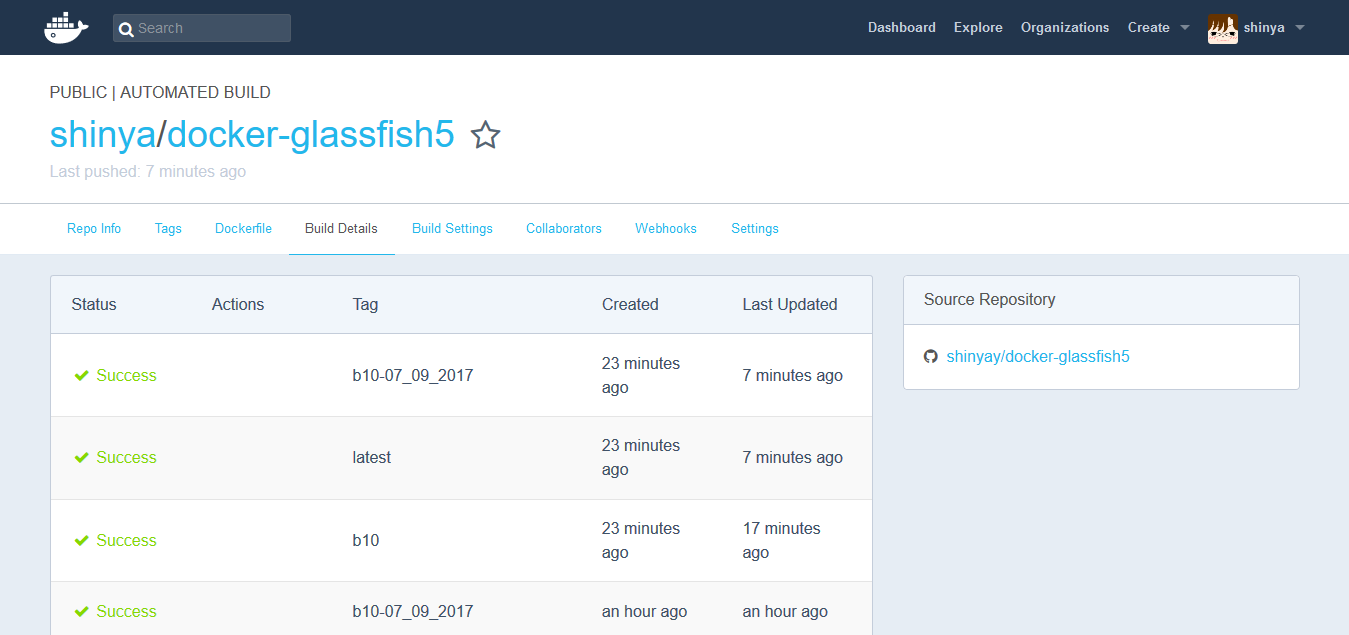 Search
Dashboard Explore Organizations Create shinya
PUBLIC | AUTOMATED BUILD
shinya/docker-glassfish5
Last pushed: 7 minutes ago
Repo Info Tags Dockerfile Build Details Build Settings Collaborators Webhooks Settings
Status Actions Tag Created Last Updated
Success b10-07_09_2017 23 minutes ago 7 minutes ago
Success latest 23 minutes ago 7 minutes ago
Success b10 23 minutes ago 17 minutes ago
Success b10-07_09_2017 an hour ago an hour ago
Source Repository
shinyay/docker-glassfish5